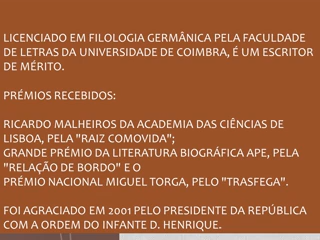 LICENCIADO EM FILOLOGIA GERMÂNICA PELA FACULDADE
DE LETRAS DA UNIVERSIDADE DE COIMBRA, É UM ESCRITOR
DE MÉRITO.
PRÉMIOS RECEBIDOS:
RICARDO MALHEIROS DA ACADEMIA DAS CIÊNCIAS DE
LISBOA, PELA "RAIZ COMOVIDA";
GRANDE PRÉMIO DA LITERATURA BIOGRÁFICA APE, PELA
"RELAÇÃO DE BORDO" E O
PRÉMIO NACIONAL MIGUEL TORGA, PELO "TRASFEGA".
FOI AGRACIADO EM 2001 PELO PRESIDENTE DA REPÚBLICA
COM A ORDEM DO INFANTE D. HENRIQUE.